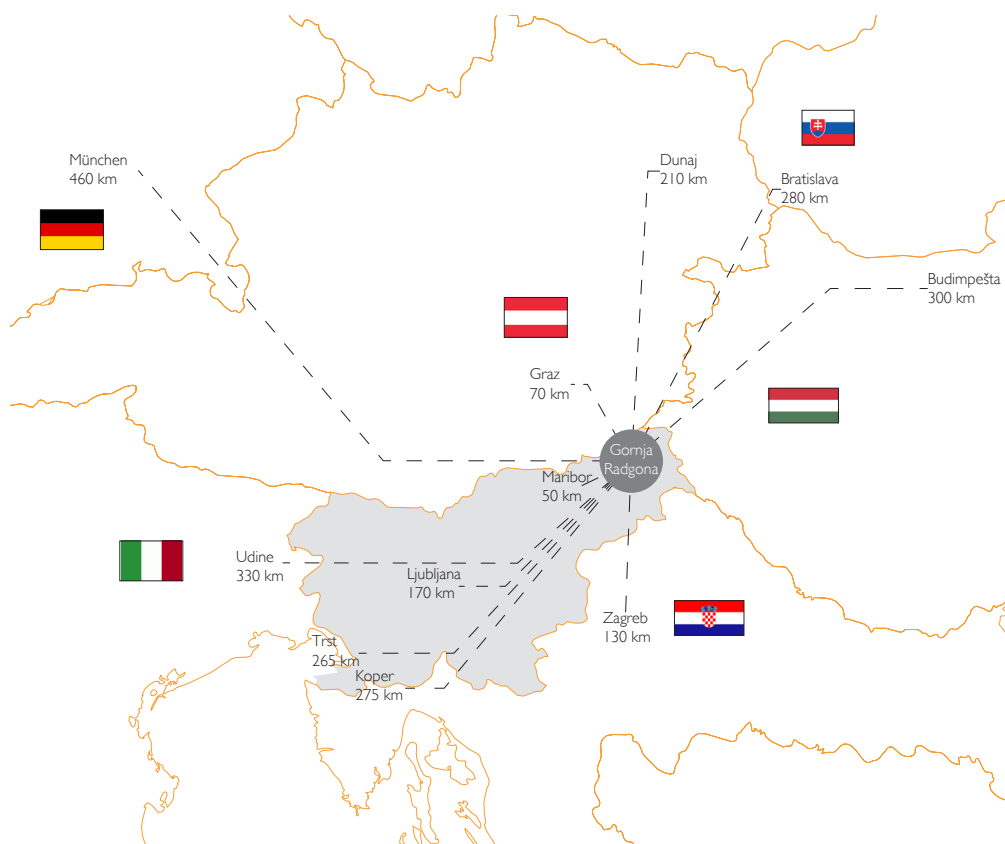 München
460 km
Dunaj
210 km
Bratislava
280 km
Budimpešta
300 km
Graz
70 km
Gornja
Radgona
Maribor
50 km
Udine
330 km
Ljubljana
170 km
Zagreb
130 km
Trst
265 km
Koper
275 km